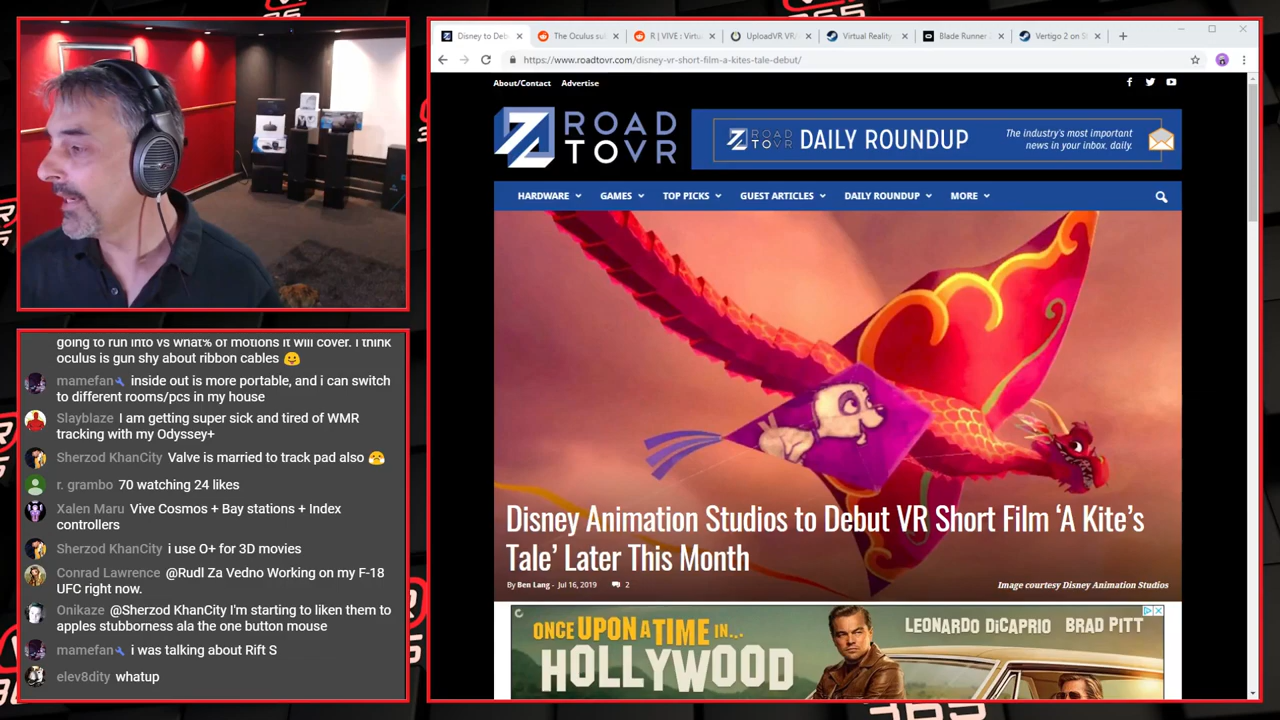 going to run into vs what% of motions it will cover. I think
oculus is gun shy about ribbon cables
mamefan inside out is more portable, and i can switch
to different rooms/pcs in my house
Slayblaze I am getting super sick and tired of WMR
tracking with my Odyssey+
Sherzod KhanCity Valve is married to track pad also
r. grambo 70 watching 24 likes
Xalen Maru Vive Cosmos + Bay stations + Index
controllers
Sherzod KhanCity i use O+ for 3D movies
Conrad Lawrence @Rudl Za Vedno Working on my F-18
UFC right now.
Onikaze @Sherzod KhanCity I'm starting to liken them to
apples stubborness ala the one button mouse
mamefan i was talking about Rift S
elev8dity whatup
Disney to Deb
The Oculus su
R | VIVE : Virtu
UploadVR VR
Virtual Reality
Blade Runner
Vertigo 2 on S
https://www.roadtovr.com/disney-vr-short-film-a-kites-tale-debut/
About/Contact Advertise
ROAD
TOVR
ROAD
TOVR
DAILY ROUNDUP
The industry's most important
news in your inbox, daily.
HARDWARE GAMES TOP PICKS GUEST ARTICLES DAILY ROUNDUP MORE
Disney Animation Studios to Debut VR Short Film ‘A Kite’s
Tale’ Later This Month
By Ben Lang - Jul 16, 2019 2
Image courtesy Disney Animation Studios
ONCE UPON A TIME IN...
HOLLYWOOD
LEONARDO DiCAPRIO BRAD PITT
365